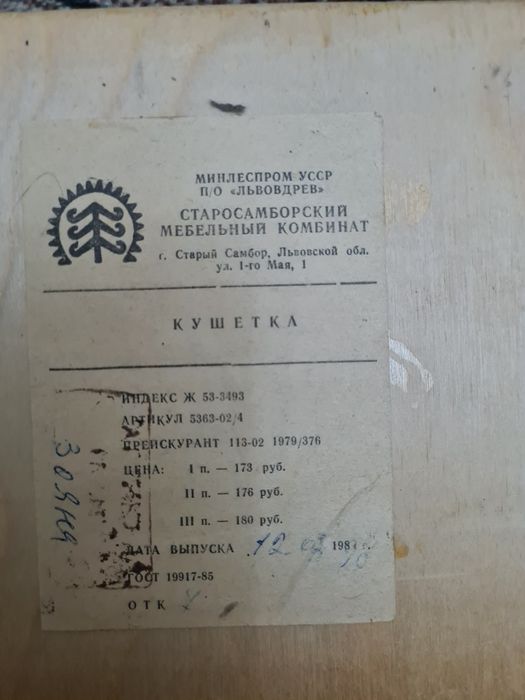 МИНЛЕСПРОМ УССР
П/О «ЛЬВОВДРЕВ»
СТАРОСАМБОРСКИЙ
МЕБЕЛЬНЫЙ КОМБИНАТ
г. Старый Самбор, Львовской обл.
ул. 1-го Мая, 1
КУШЕТКА
ИНДЕКС Ж 53-3493
АРТИКУЛ 5363-02/4
ПРЕЙСКУРАНТ 113-02 1979/376
ЦЕНА: I п. — 173 руб.
II п. — 176 руб.
III п. — 180 руб.
ДАТА ВЫПУСКА 12 198 г.
ГОСТ 19917-85
ОТК